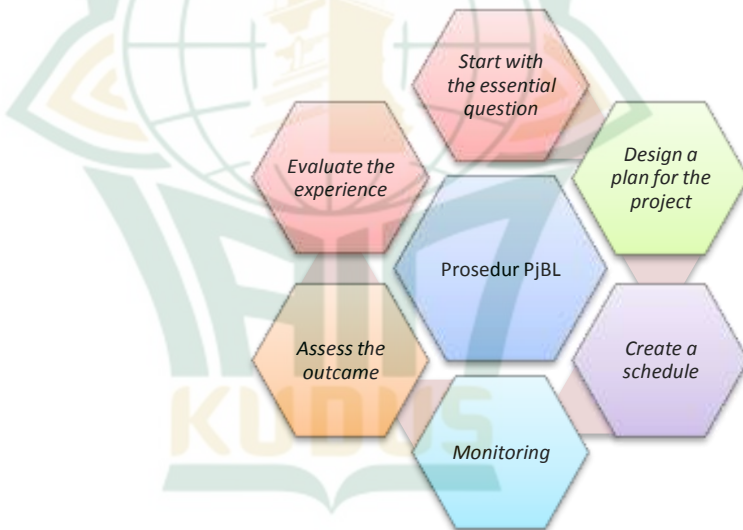 Start with
the essential
question
Design a
plan for the
project
Create a
schedule
Monitoring
Assess the
outcame
Evaluate the
experience
Prosedur PjBL
KUDUS